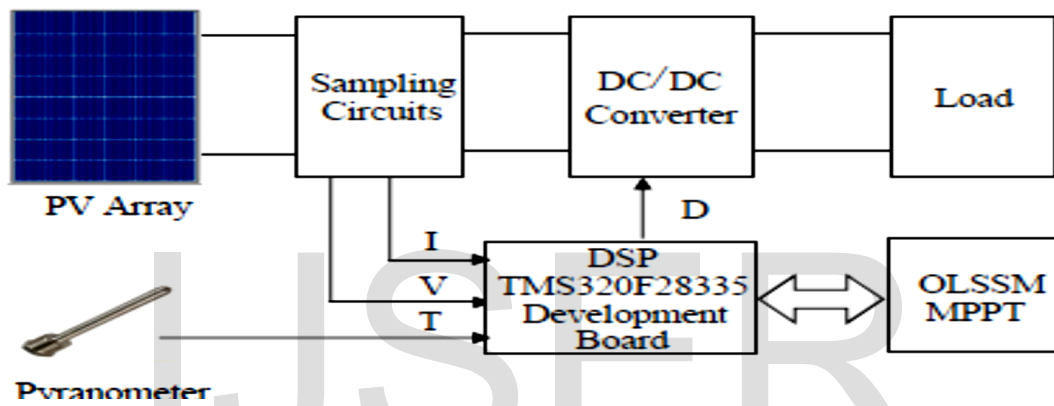 Sampling
Circuits
DC/DC
Converter
Load
PV Array
D
I
V
T
DSP
TMS320F28335
Development
Board
OLSSM
MPPT
Pyranometer
IJSER